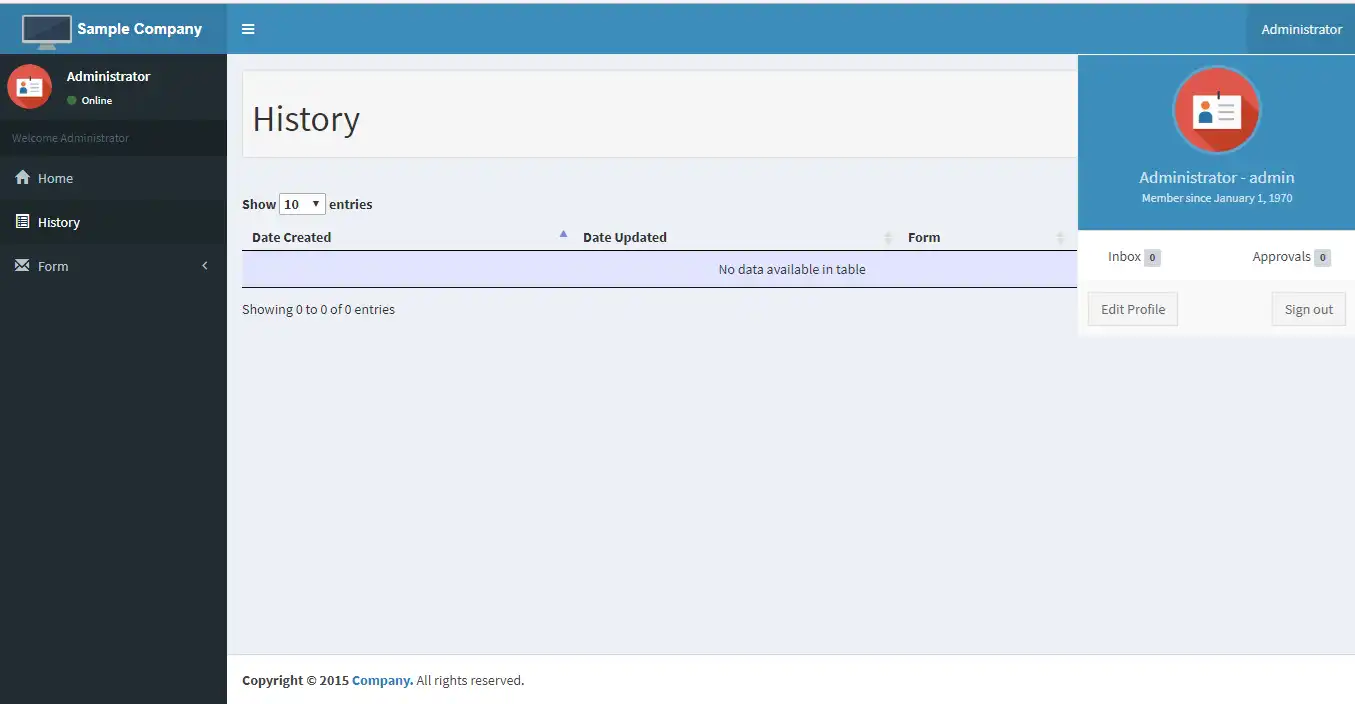 Sample Company
Administrator
Administrator
Online
Welcome Administrator
Home
History
Form
History
Show 10 entries
Date Created Date Updated Form
No data available in table
Showing 0 to 0 of 0 entries
Administrator - admin
Member since January 1, 1970
Inbox 0 Approvals 0
Edit Profile Sign out
Copyright © 2015 Company. All rights reserved.